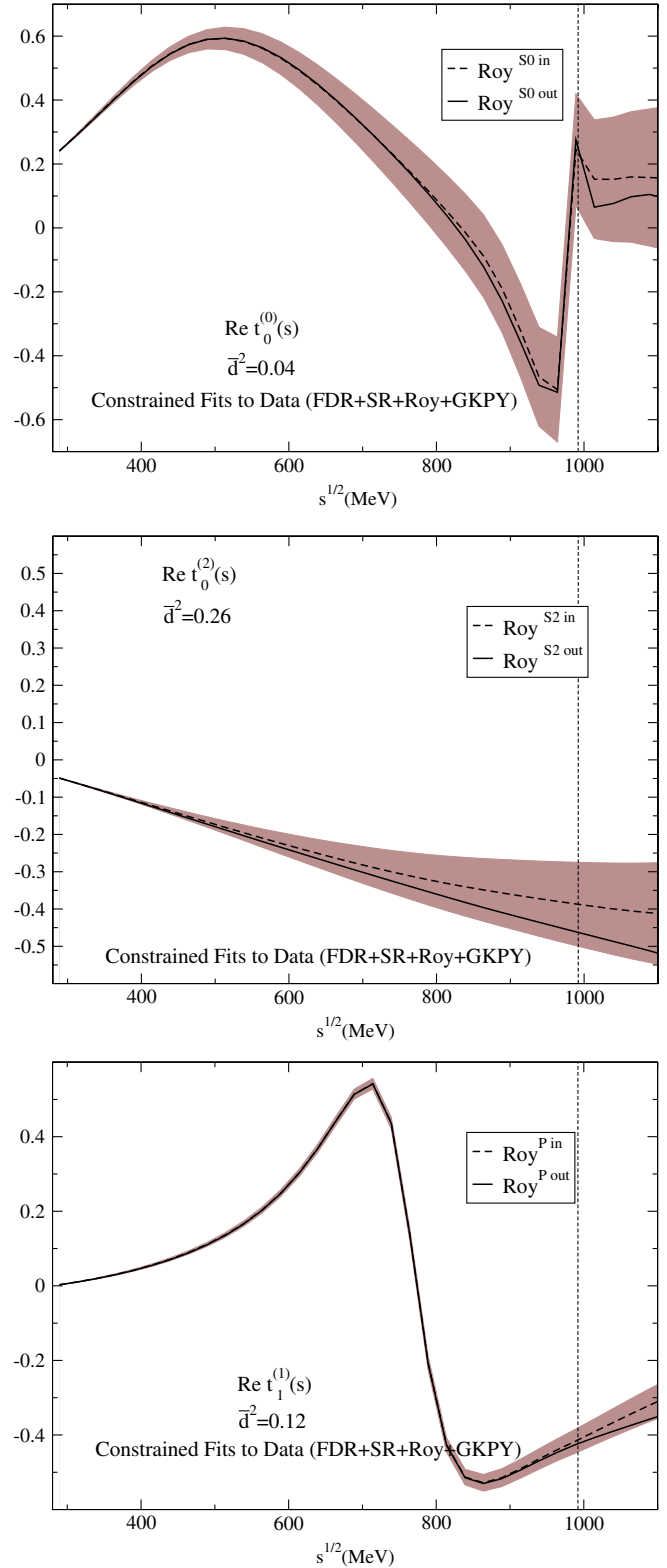 0.6
0.4
0.2
0
-0.2
-0.4
-0.6
Roy S0 in
Roy S0 out
Re t_0^(0)(s)
d̅²=0.04
Constrained Fits to Data (FDR+SR+Roy+GKPY)
400 600 800 1000
s^1/2(MeV)
0.5
0.4
0.3
0.2
0.1
0
-0.1
-0.2
-0.3
-0.4
-0.5
Re t_0^(2)(s)
d̅²=0.26
Roy S2 in
Roy S2 out
Constrained Fits to Data (FDR+SR+Roy+GKPY)
400 600 800 1000
s^1/2(MeV)
0.4
0.2
0
-0.2
-0.4
Roy P in
Roy P out
Re t_1^(1)(s)
d̅²=0.12
Constrained Fits to Data (FDR+SR+Roy+GKPY)
400 600 800 1000
s^1/2(MeV)